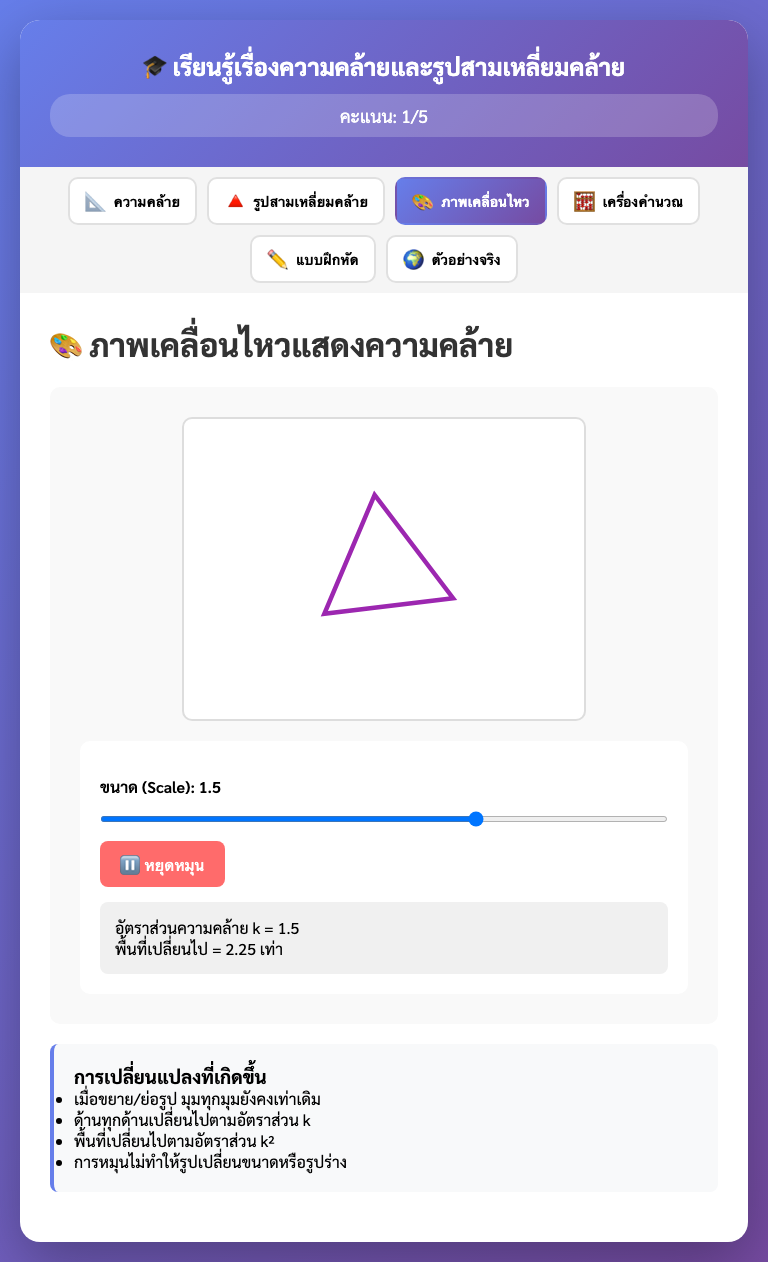 🎓 เรียนรู้เรื่องความคล้ายและรูปสามเหลี่ยมคล้าย
คะแนน: 1/5
📐 ความคล้าย
🔺 รูปสามเหลี่ยมคล้าย
🎨 ภาพเคลื่อนไหว
🧮 เครื่องคำนวณ
✏️ แบบฝึกหัด
🌍 ตัวอย่างจริง
🎨 ภาพเคลื่อนไหวแสดงความคล้าย
ขนาด (Scale): 1.5
⏸️ หยุดหมุน
อัตราส่วนความคล้าย k = 1.5
พื้นที่เปลี่ยนไป = 2.25 เท่า
การเปลี่ยนแปลงที่เกิดขึ้น
• เมื่อขยาย/ย่อรูป มุมทุกมุมยังคงเท่าเดิม
• ด้านทุกด้านเปลี่ยนไปตามอัตราส่วน k
• พื้นที่เปลี่ยนไปตามอัตราส่วน k²
• การหมุนไม่ทำให้รูปเปลี่ยนขนาดหรือรูปร่าง